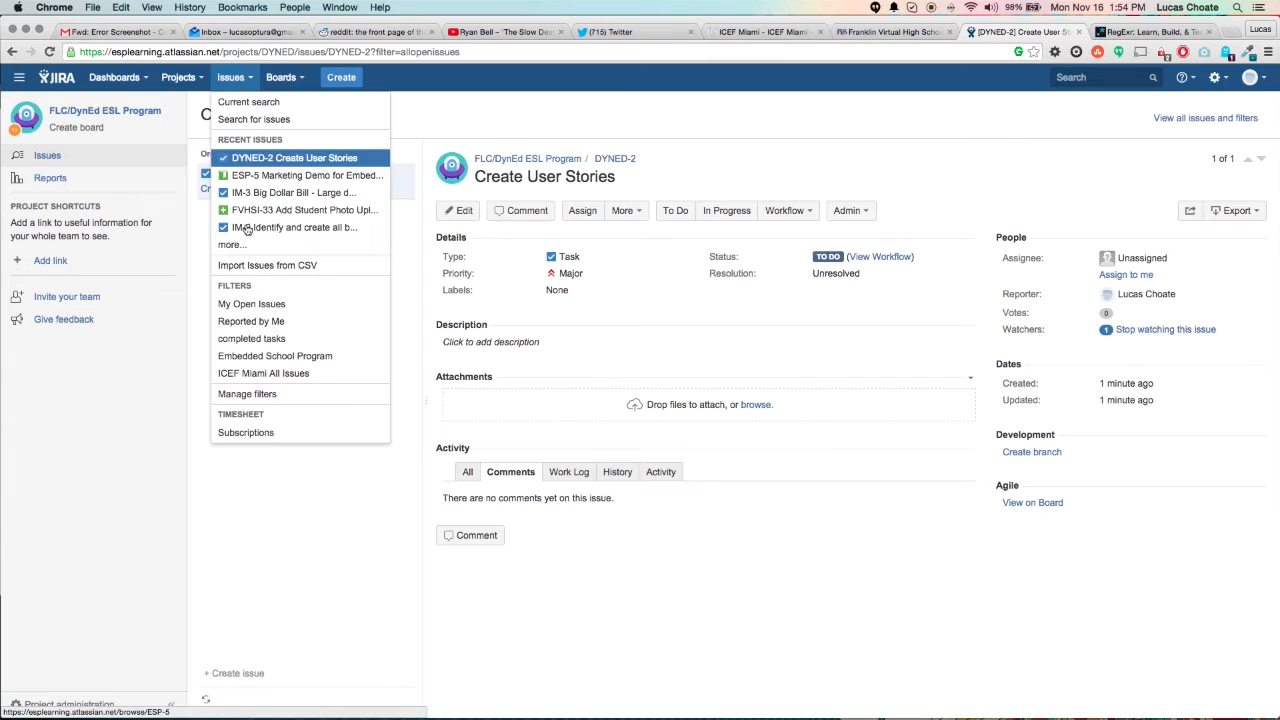 Chrome File Edit View History Bookmarks People Window Help
98% Mon Nov 16 1:54 PM Lucas Choate
Fwd: Error Screenshot - C
Inbox - lucasoptura@gma
reddit: the front page of th
Ryan Bell - "The Slow Des
(715) Twitter
ICEF Miami - ICEF Miami
Franklin Virtual High Scho
[DYNED-2] Create User St
RegExr: Learn, Build, & Te
Lucas
https://esplearning.atlassian.net/projects/DYNED/issues/DYNED-2?filter=allopenissues
JIRA Dashboards Projects Issues Boards Create Search
FLC/DynEd ESL Program
Create board
Issues
Reports
PROJECT SHORTCUTS
Add a link to useful information for
your whole team to see.
+ Add link
Invite your team
Give feedback
Project administration
https://esplearning.atlassian.net/browse/ESP-5
Current search
Search for issues
RECENT ISSUES
DYNED-2 Create User Stories
ESP-5 Marketing Demo for Embed...
IM-3 Big Dollar Bill - Large d...
FVHSI-33 Add Student Photo Upl...
Identify and create all b...
more...
Import Issues from CSV
FILTERS
My Open Issues
Reported by Me
completed tasks
Embedded School Program
ICEF Miami All Issues
Manage filters
TIMESHEET
Subscriptions
+ Create issue
View all issues and filters
FLC/DynEd ESL Program / DYNED-2
Create User Stories
1 of 1
Edit Comment Assign More To Do In Progress Workflow Admin Export
Details
Type: Task
Priority: Major
Labels: None
Status: TO DO (View Workflow)
Resolution: Unresolved
Description
Click to add description
Attachments
Drop files to attach, or browse.
Activity
All Comments Work Log History Activity
There are no comments yet on this issue.
Comment
People
Assignee: Unassigned
Assign to me
Reporter: Lucas Choate
Votes: 0
Watchers: 1 Stop watching this issue
Dates
Created: 1 minute ago
Updated: 1 minute ago
Development
Create branch
Agile
View on Board